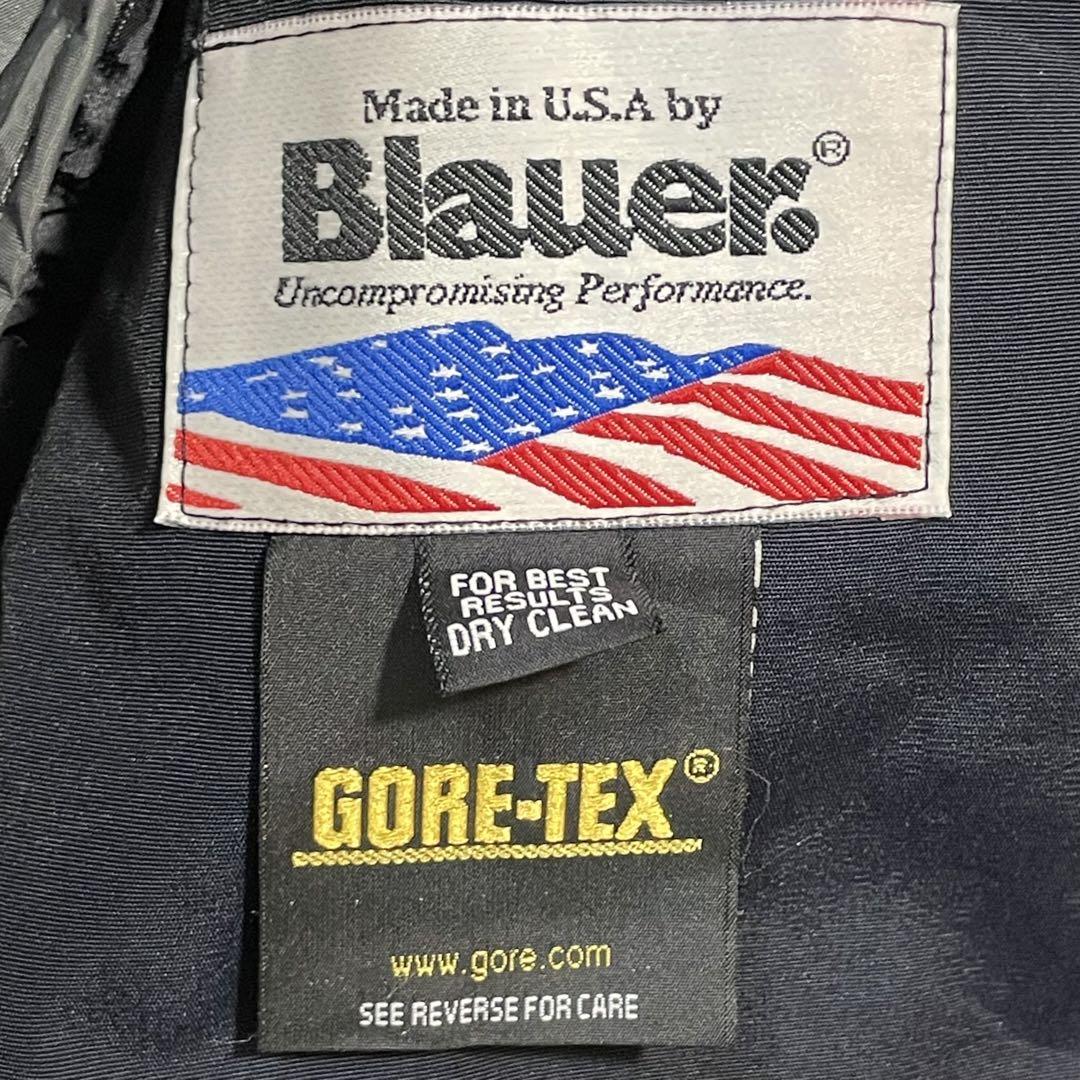 Made in U.S.A by
Blauer.®
Uncompromising Performance.
FOR BEST
RESULTS
DRY CLEAN
GORE-TEX®
www.gore.com
SEE REVERSE FOR CARE